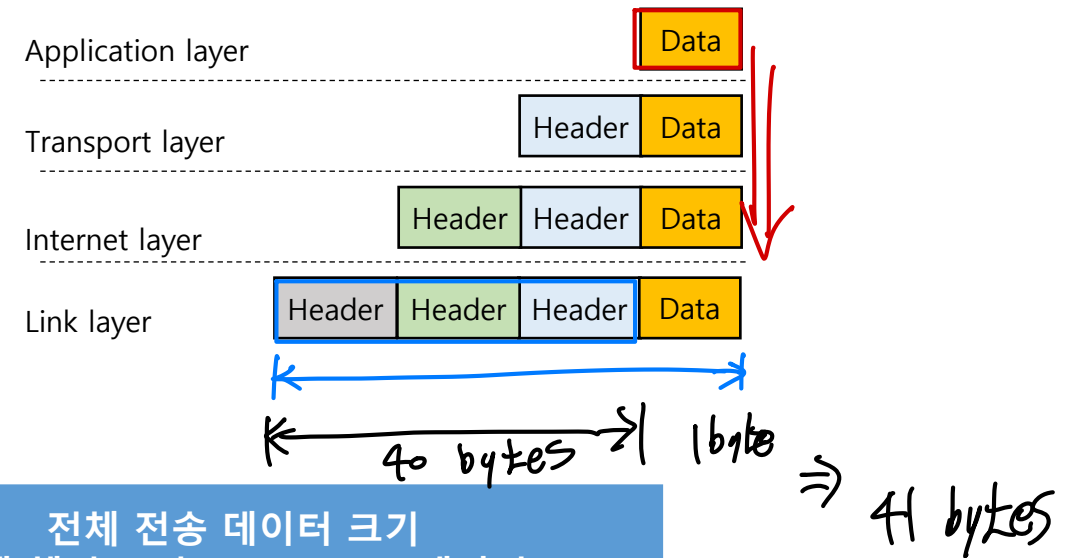 Application layer
Data
Transport layer
Header Data
Internet layer
Header Header Data
Link layer
Header Header Header Data
40 bytes 1byte
⇒ 41 bytes
전체 전송 데이터 크기